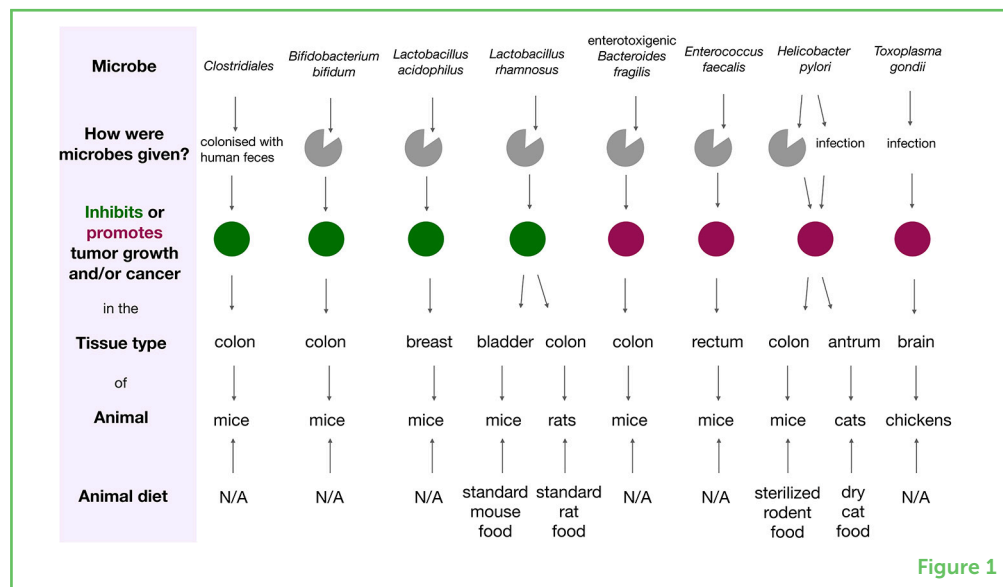 Microbe
Clostridiales
Bifidobacterium
bifidum
Lactobacillus
acidophilus
Lactobacillus
rhamnosus
enterotoxigenic
Bacteroides
fragilis
Enterococcus
faecalis
Helicobacter
pylori
Toxoplasma
gondii
How were
microbes given?
colonised with
human feces
infection
infection
Inhibits or
promotes
tumor growth
and/or cancer
in the
Tissue type
colon
colon
breast
bladder
colon
colon
rectum
colon
antrum
brain
of
Animal
mice
mice
mice
mice
rats
mice
mice
mice
cats
chickens
Animal diet
N/A
N/A
N/A
standard
mouse
food
standard
rat
food
N/A
N/A
sterilized
rodent
food
dry
cat
food
N/A
Figure 1